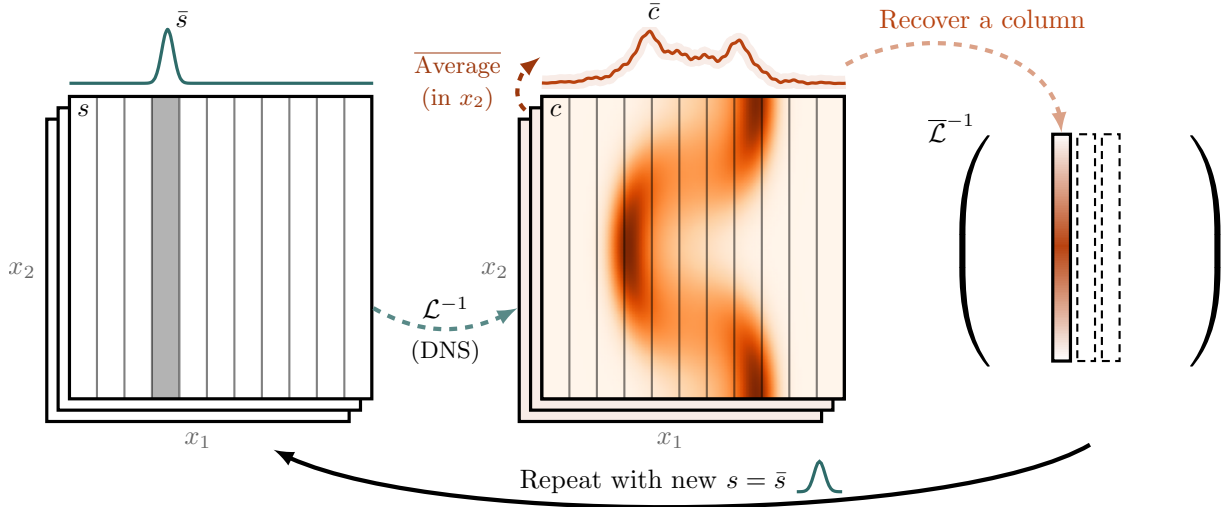 s̄
c̄
Recover a column
Average
(in x₂)
s
c
ℒ̄⁻¹
x₂
x₂
ℒ⁻¹
(DNS)
x₁
x₁
Repeat with new s = s̄